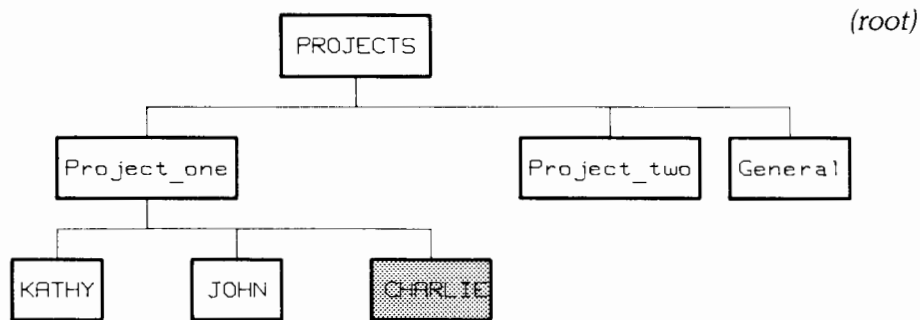 (root)
PROJECTS
Project_one
Project_two
General
KATHY
JOHN
CHARLIE